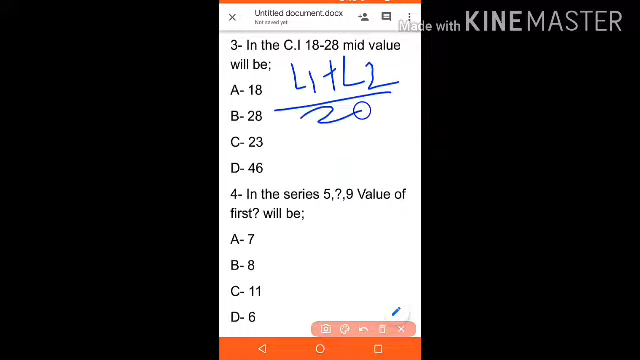 Untitled document.docx
Not saved yet
Made with KINEMASTER
3- In the C.I 18-28 mid value
will be;
L1+L2
2
A- 18
B- 28
C- 23
D- 46
4- In the series 5,?,9 Value of
first? will be;
A- 7
B- 8
C- 11
D- 6